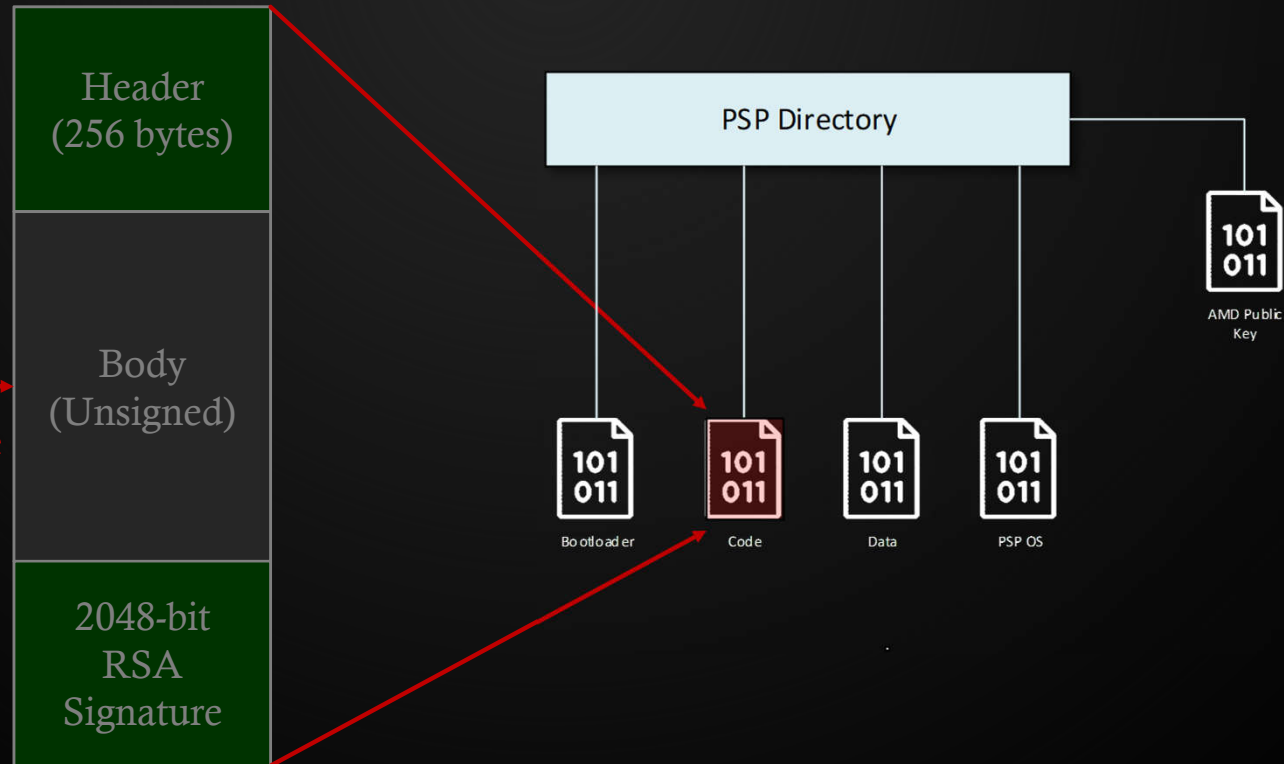 Header
(256 bytes)
Body
(Unsigned)
2048-bit
RSA
Signature
PSP Directory
101
011
AMD Public
Key
101
011
Bootloader
101
011
Code
101
011
Data
101
011
PSP OS